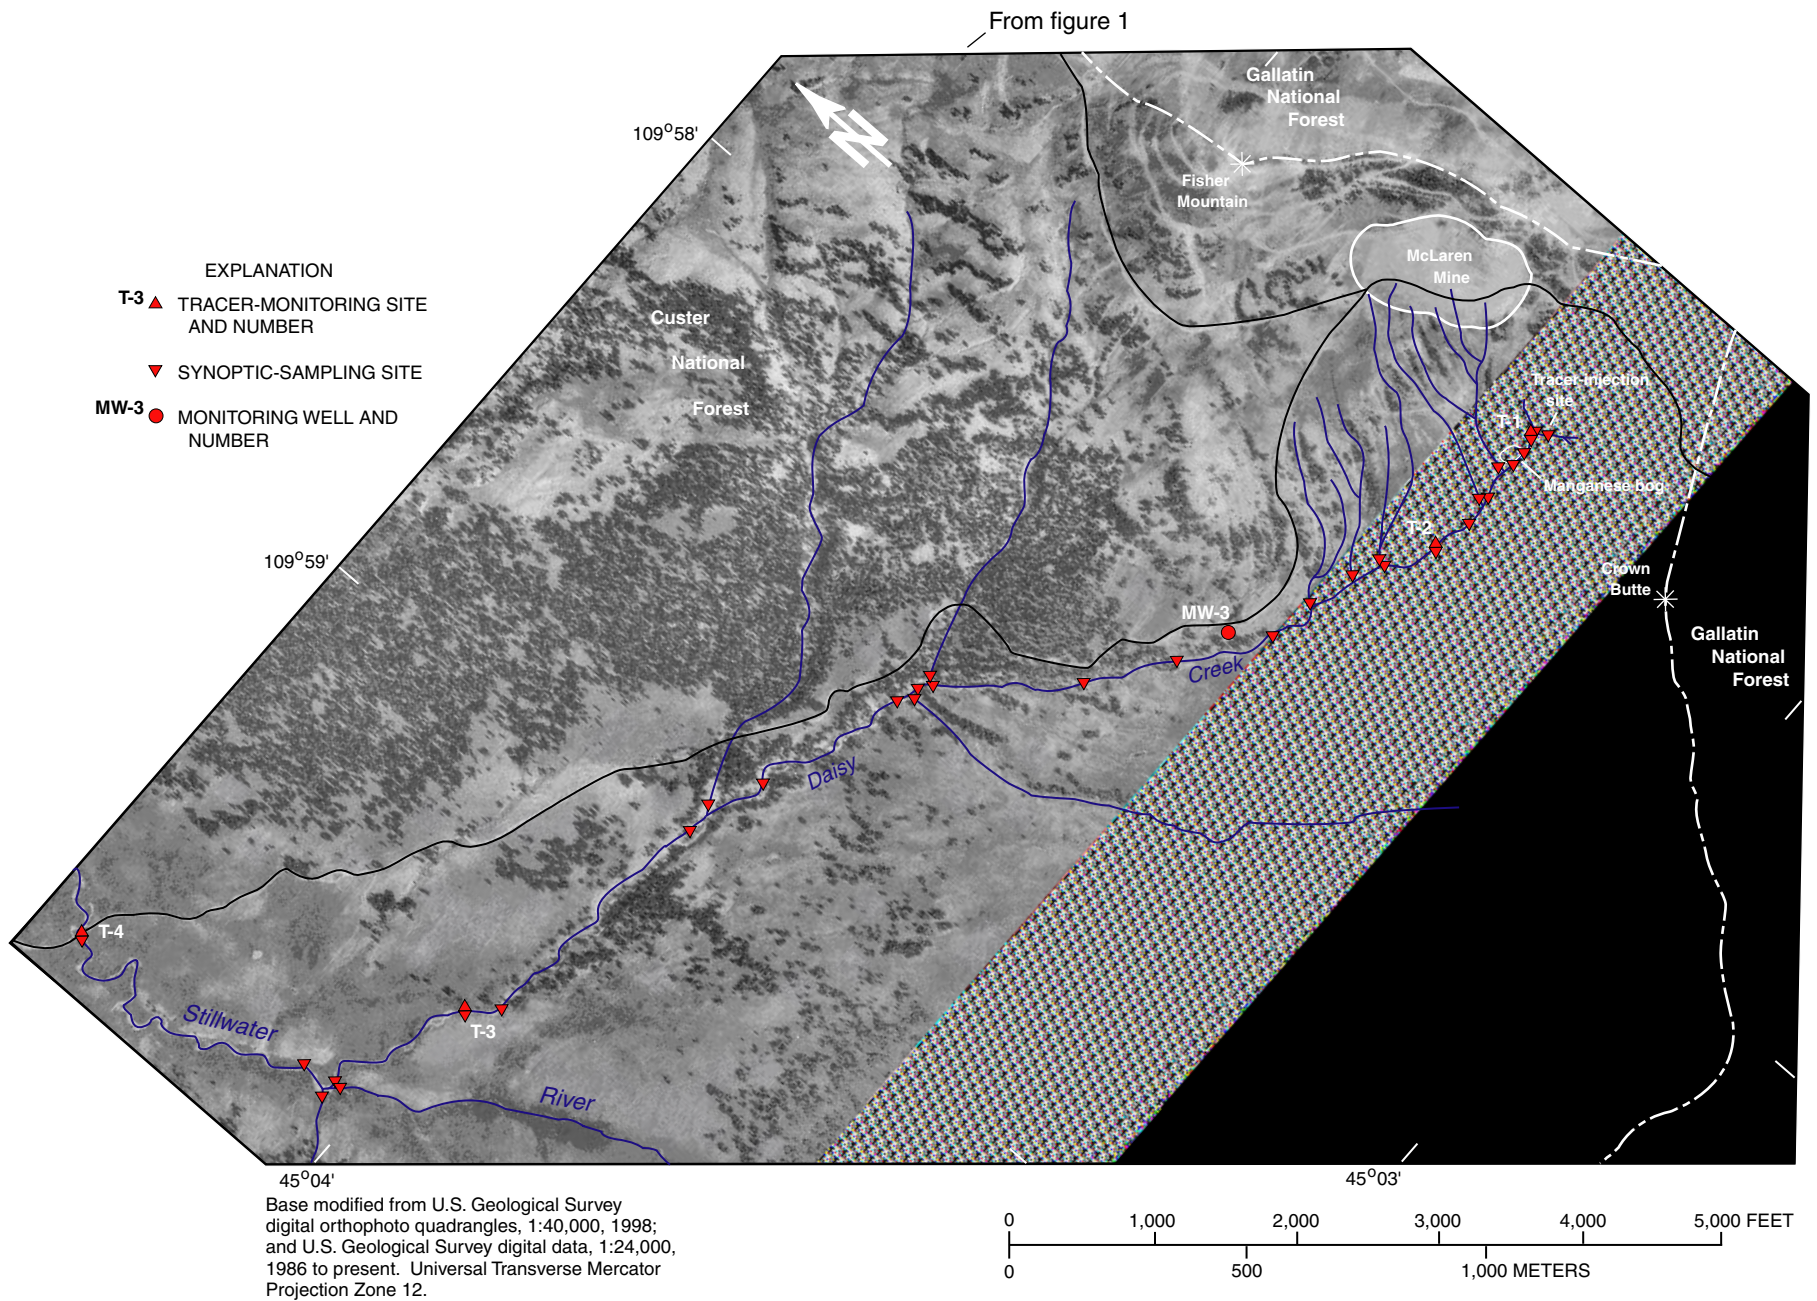 From figure 1
Gallatin
National
Forest
109°58'
Fisher
Mountain
McLaren
Mine
EXPLANATION
T-3
TRACER-MONITORING SITE
AND NUMBER
SYNOPTIC-SAMPLING SITE
MW-3
MONITORING WELL AND
NUMBER
Custer
National
Forest
Tracer-injection
site
T-1
Manganese bog
T-2
109°59'
Crown
Butte
MW-3
Gallatin
National
Forest
Creek
Daisy
T-4
Stillwater
T-3
River
45°04'
45°03'
Base modified from U.S. Geological Survey
digital orthophoto quadrangles, 1:40,000, 1998;
and U.S. Geological Survey digital data, 1:24,000,
1986 to present. Universal Transverse Mercator
Projection Zone 12.
0 1,000 2,000 3,000 4,000 5,000 FEET
0 500 1,000 METERS
N